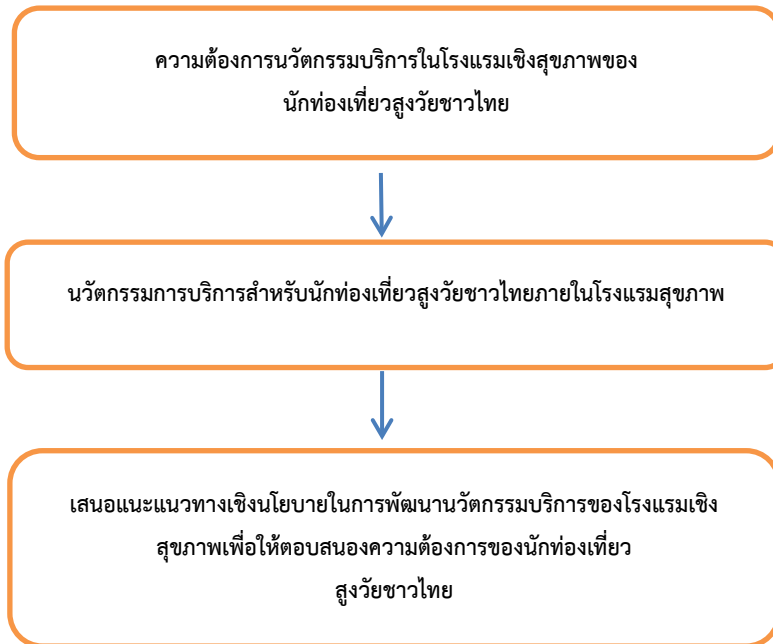 ความต้องการนวัตกรรมบริการในโรงแรมเชิงสุขภาพของ
นักท่องเที่ยวสูงวัยชาวไทย
นวัตกรรมการบริการสำหรับนักท่องเที่ยวสูงวัยชาวไทยภายในโรงแรมสุขภาพ
เสนอแนะแนวทางเชิงนโยบายในการพัฒนานวัตกรรมบริการของโรงแรมเชิง
สุขภาพเพื่อให้ตอบสนองความต้องการของนักท่องเที่ยว
สูงวัยชาวไทย